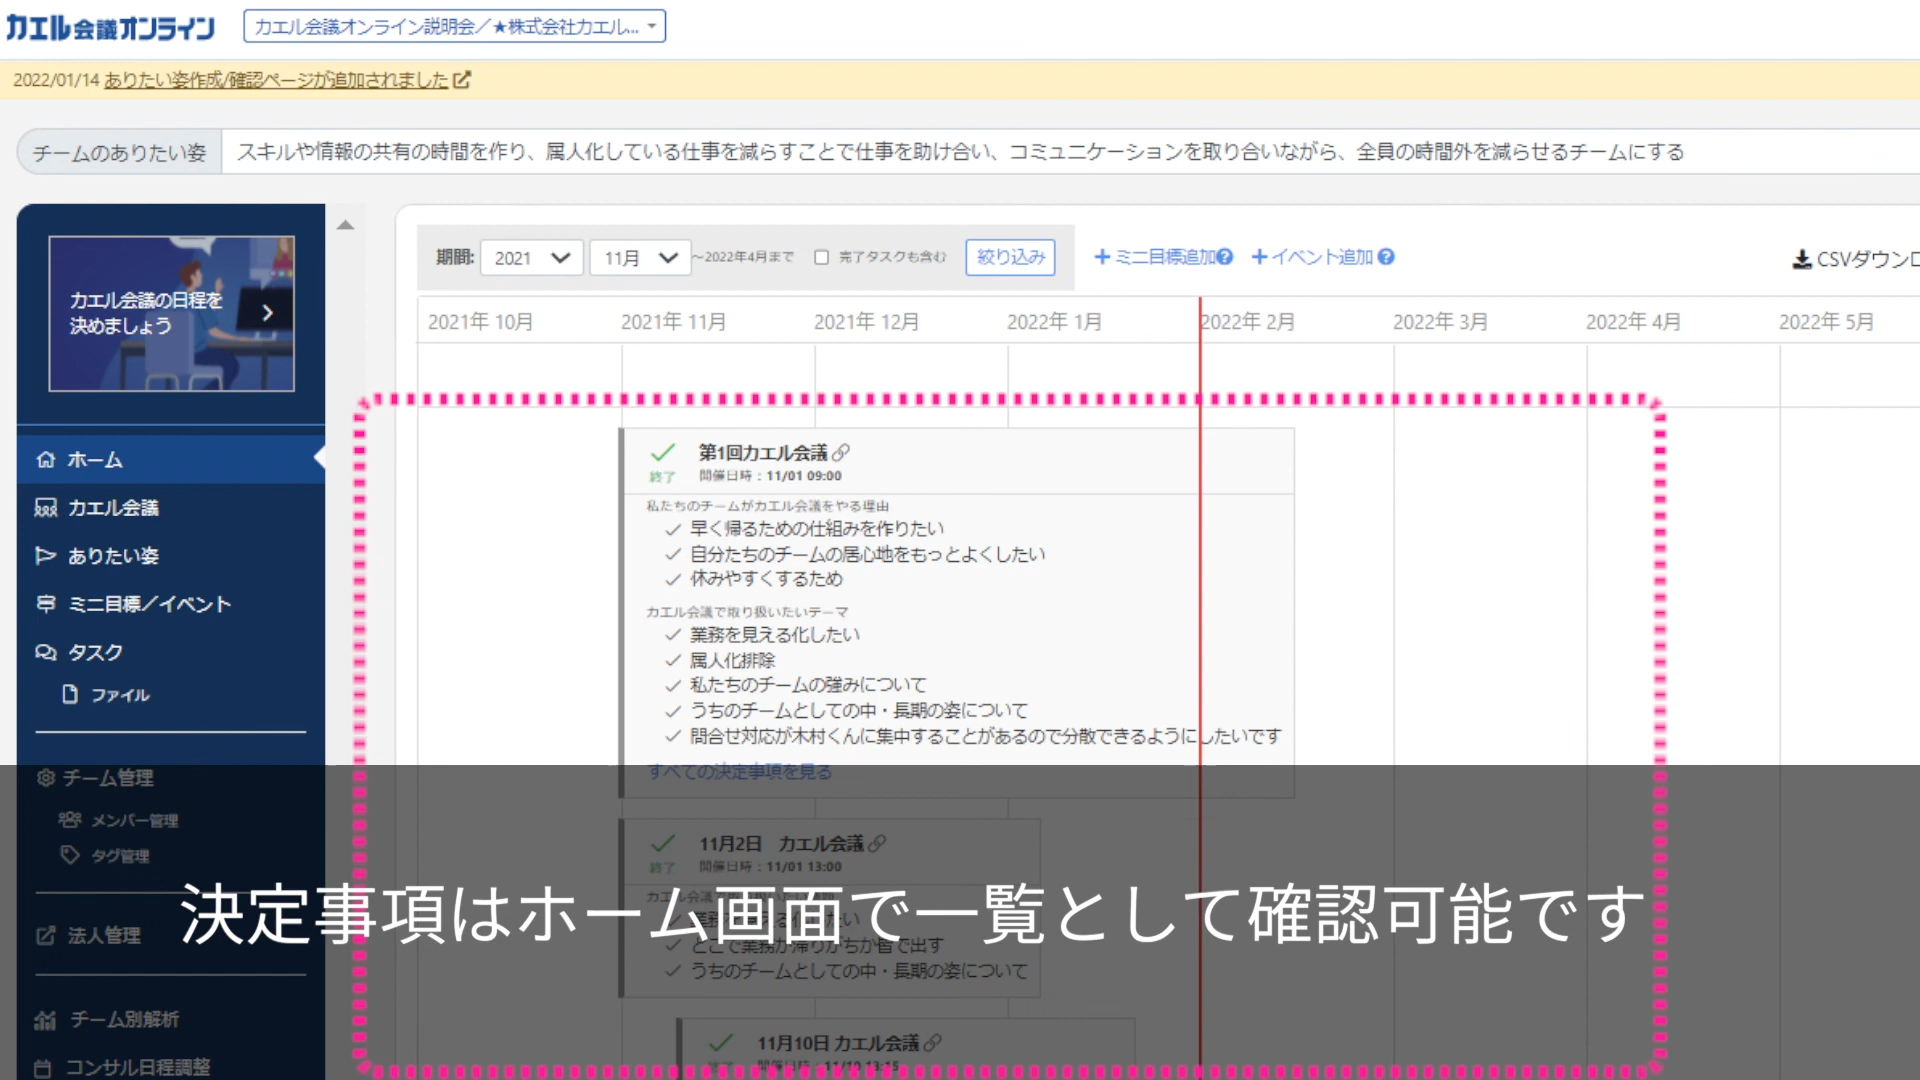 カエル会議オンライン
カエル会議オンライン説明会／★株式会社カエル...
2022/01/14 ありたい姿作成/確認ページが追加されました
チームのありたい姿
スキルや情報の共有の時間を作り、属人化している仕事を減らすことで仕事を助け合い、コミュニケーションを取り合いながら、全員の時間外を減らせるチームにする
カエル会議の日程を
決めましょう
ホーム
カエル会議
ありたい姿
ミニ目標／イベント
タスク
ファイル
チーム管理
メンバー管理
タグ管理
法人管理
チーム別解析
コンサル日程調整
期間: 2021 11月 ～2022年4月まで 完了タスクも含む 絞り込み
ミニ目標追加
イベント追加
CSVダウンロ
2021年 10月 2021年 11月 2021年 12月 2022年 1月 2022年 2月 2022年 3月 2022年 4月 2022年 5月
第1回カエル会議
終了 開催日時：11/01 09:00
私たちのチームがカエル会議をやる理由
早く帰るための仕組みを作りたい
自分たちのチームの居心地をもっとよくしたい
休みやすくするため
カエル会議で取り扱いたいテーマ
業務を見える化したい
属人化排除
私たちのチームの強みについて
うちのチームとしての中・長期の姿について
問合せ対応が木村くんに集中することがあるので分散できるようにしたいです
すべての決定事項を見る
11月2日　カエル会議
終了 開催日時：11/01 13:00
うちのチームとしての中・長期の姿について
11月10日 カエル会議
決定事項はホーム画面で一覧として確認可能です